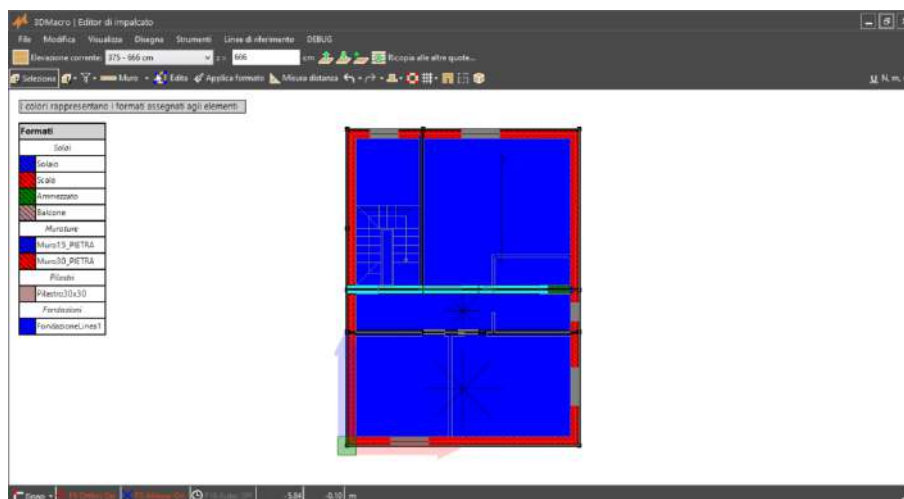 3DMacro | Editor di impalcato
File Modifica Visualizza Disegna Strumenti Linee di riferimento DEBUG
Elevazione corrente: 375 - 666 cm z = 666 cm Ricopia alle altre quote...
Seleziona Muro Edita Applica formato Misura distanza U N, m,
I colori rappresentano i formati assegnati agli elementi
Formati
Solai
Solaio
Scala
Ammezzato
Balcone
Murature
Muro15_PIETRA
Muro30_PIETRA
Pilastri
Pilastro30x30
Fondazioni
FondazioneLinea1
Snap -5.84 -0.10 m